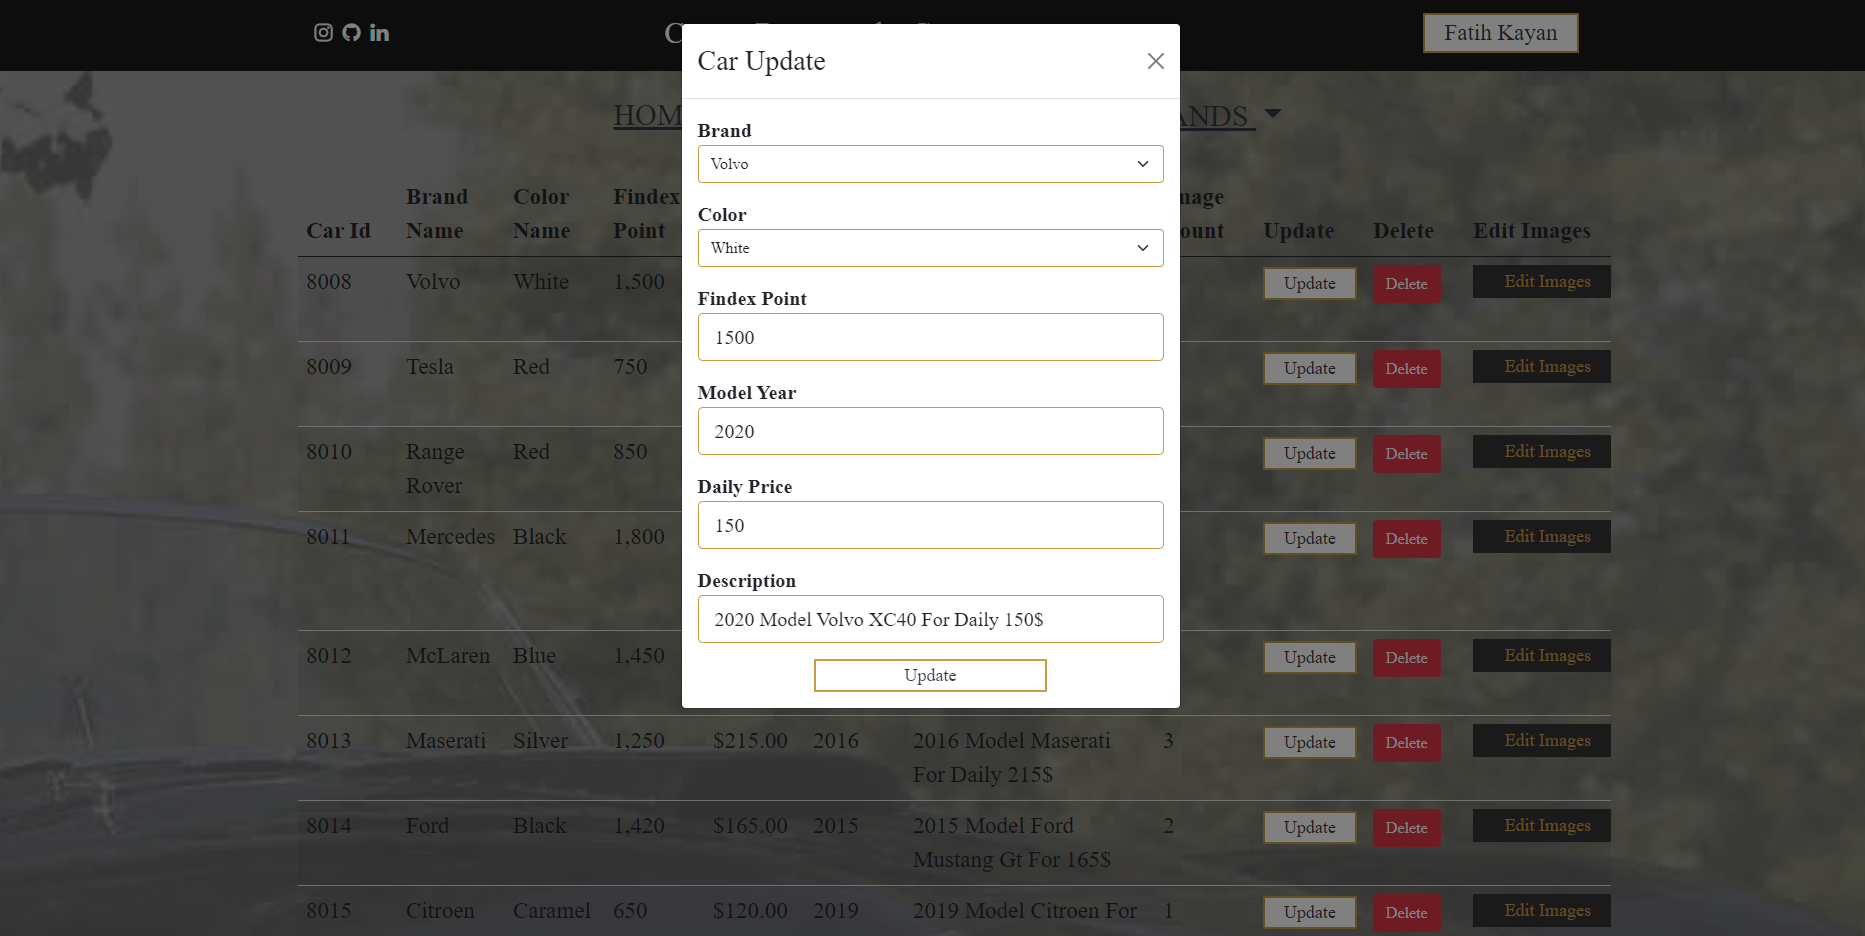 Fatih Kayan
Car Update
HOM
ANDS
Brand
Volvo
Color
White
Findex Point
1500
Model Year
2020
Daily Price
150
Description
2020 Model Volvo XC40 For Daily 150$
Update
Car Id Brand Name Color Name Findex Point mage ount Update Delete Edit Images
8008 Volvo White 1,500 Update Delete Edit Images
8009 Tesla Red 750 Update Delete Edit Images
8010 Range Rover Red 850 Update Delete Edit Images
8011 Mercedes Black 1,800 Update Delete Edit Images
8012 McLaren Blue 1,450 Update Delete Edit Images
8013 Maserati Silver 1,250 $215.00 2016 2016 Model Maserati For Daily 215$ 3 Update Delete Edit Images
8014 Ford Black 1,420 $165.00 2015 2015 Model Ford Mustang Gt For 165$ 2 Update Delete Edit Images
8015 Citroen Caramel 650 $120.00 2019 2019 Model Citroen For 1 Update Delete Edit Images